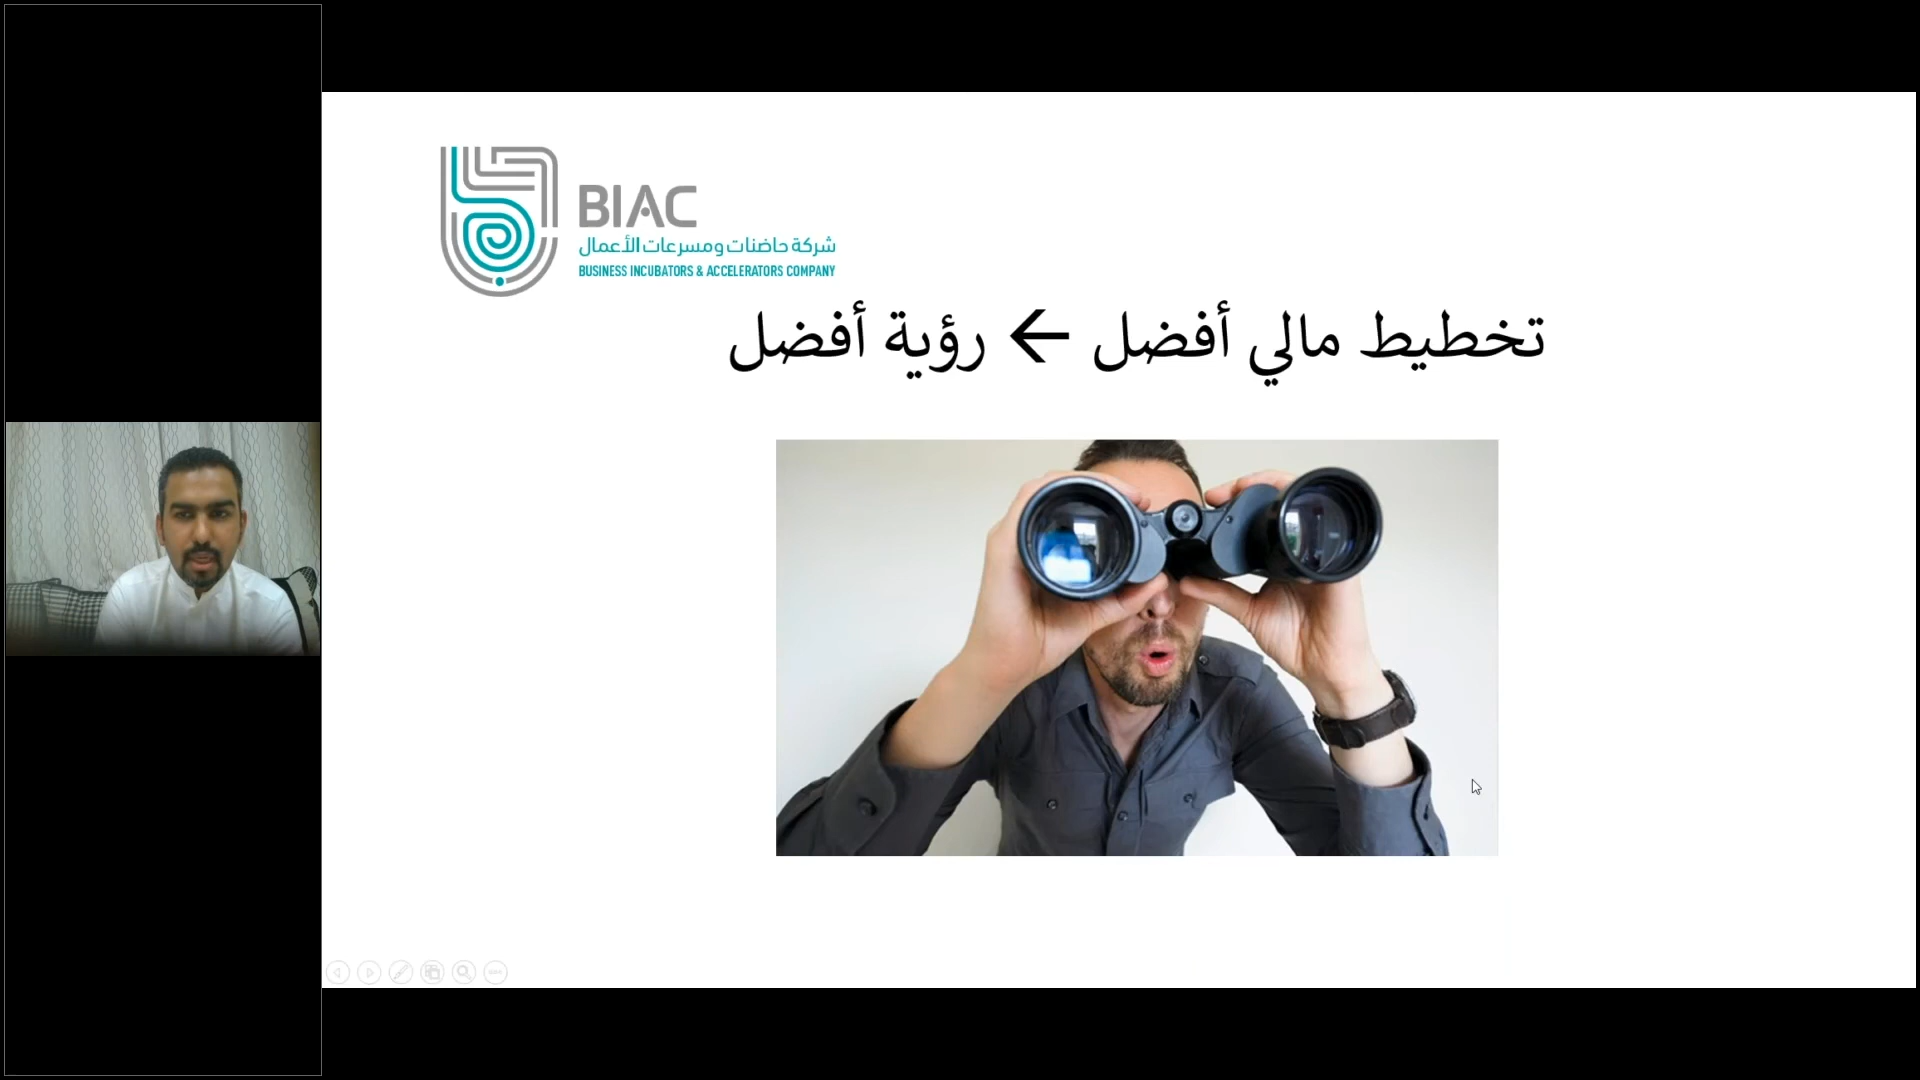 BIAC
شركة حاضنات ومسرعات الأعمال
BUSINESS INCUBATORS & ACCELERATORS COMPANY
تخطيط مالي أفضل ← رؤية أفضل